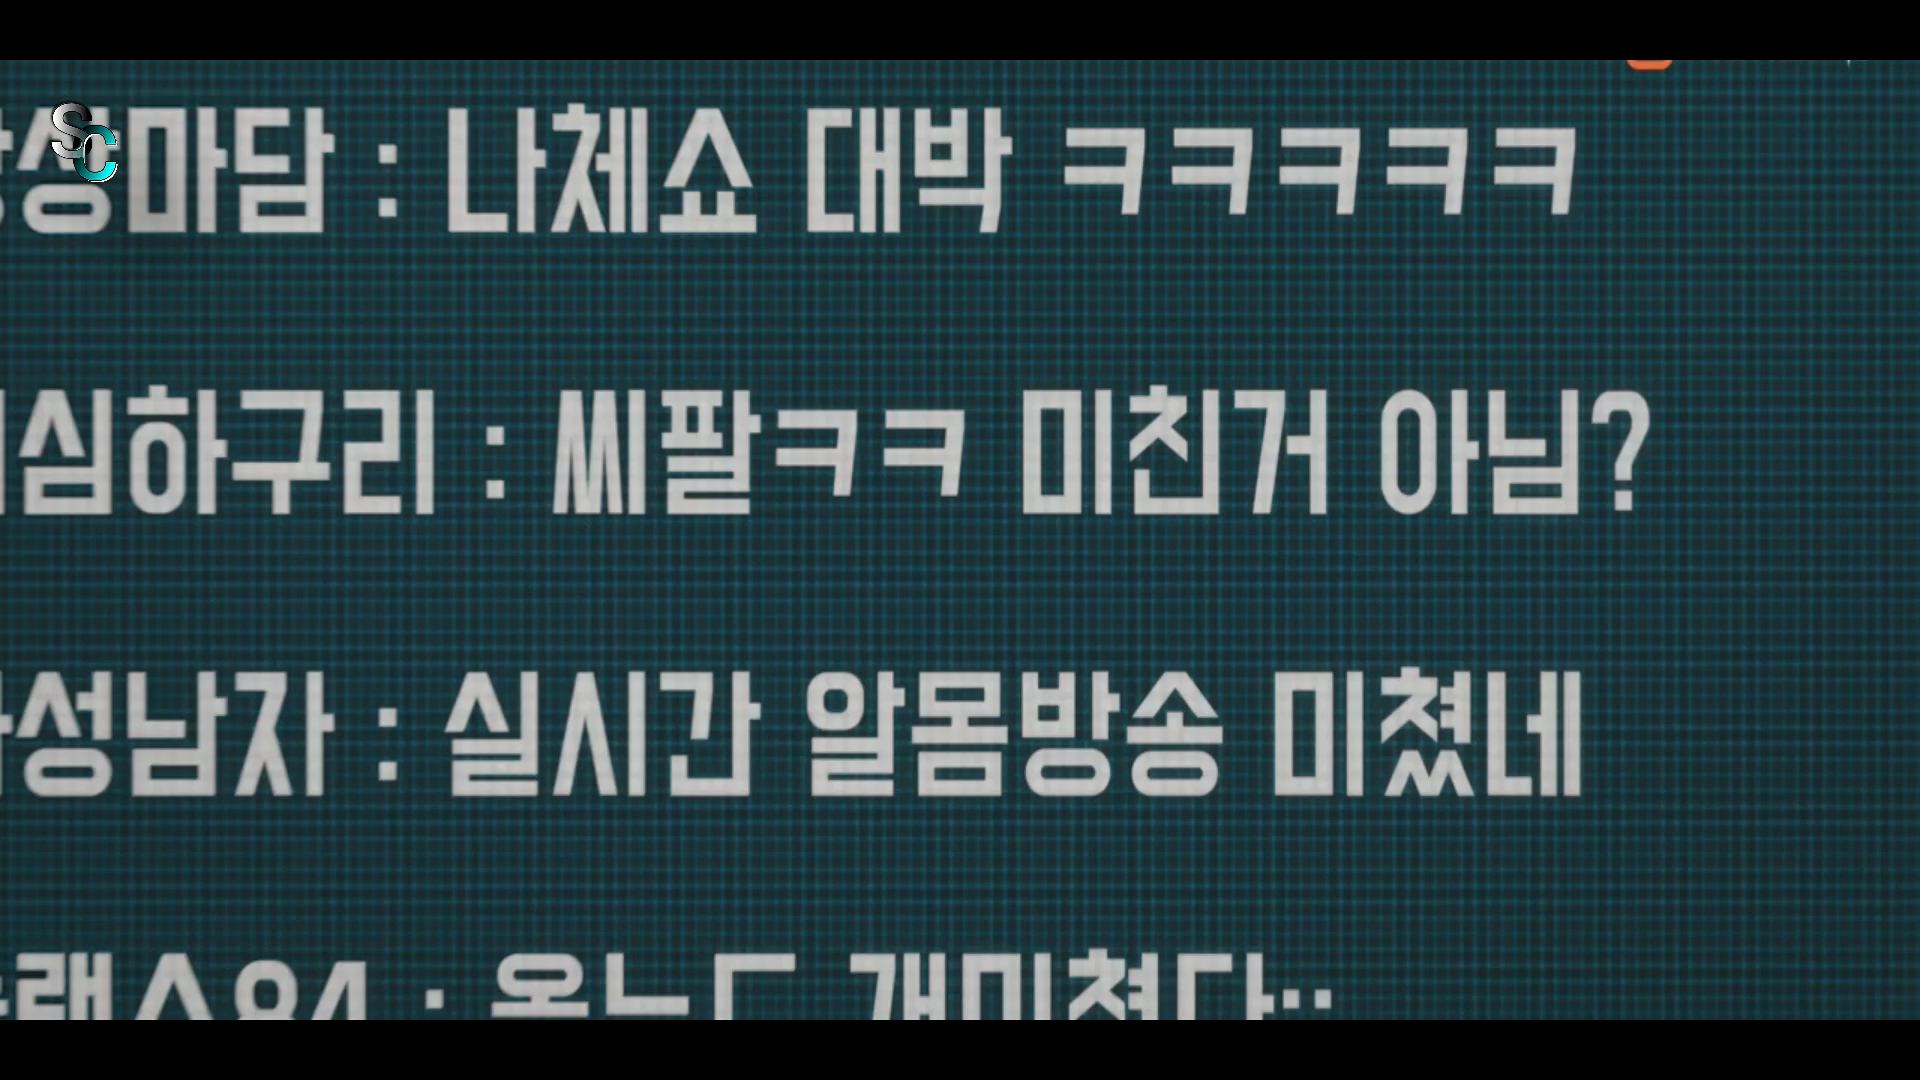 SC
상마담 : 나체쇼 대박 ㅋㅋㅋㅋㅋ
심하구리 : 씨팔ㅋㅋ 미친거 아님?
성남자 : 실시간 알몸방송 미쳤네